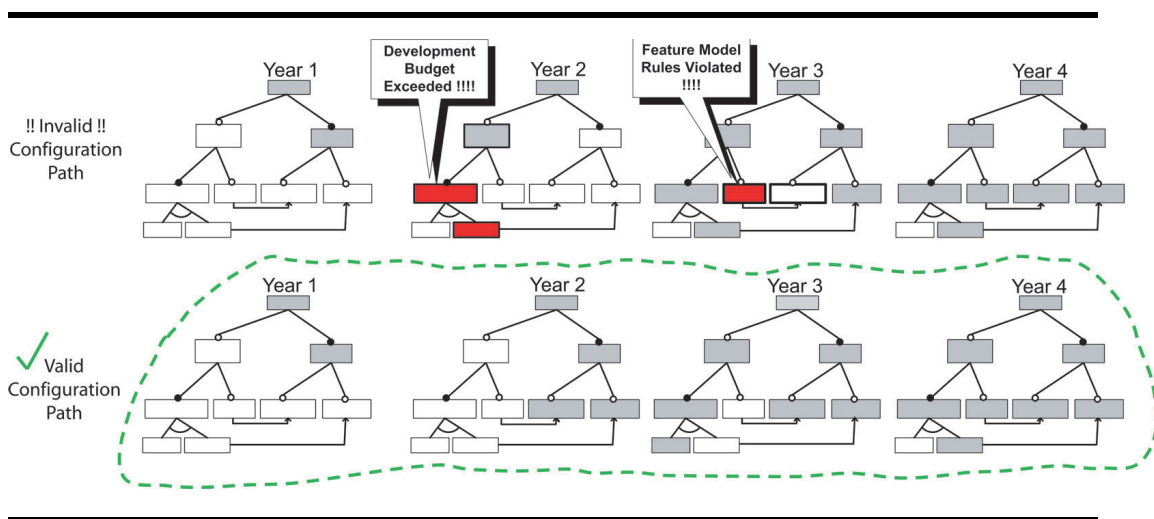 Development
Budget
Exceeded !!!!
Feature Model
Rules Violated
!!!!
Year 1
Year 2
Year 3
Year 4
!! Invalid !!
Configuration
Path
Year 1
Year 2
Year 3
Year 4
Valid
Configuration
Path